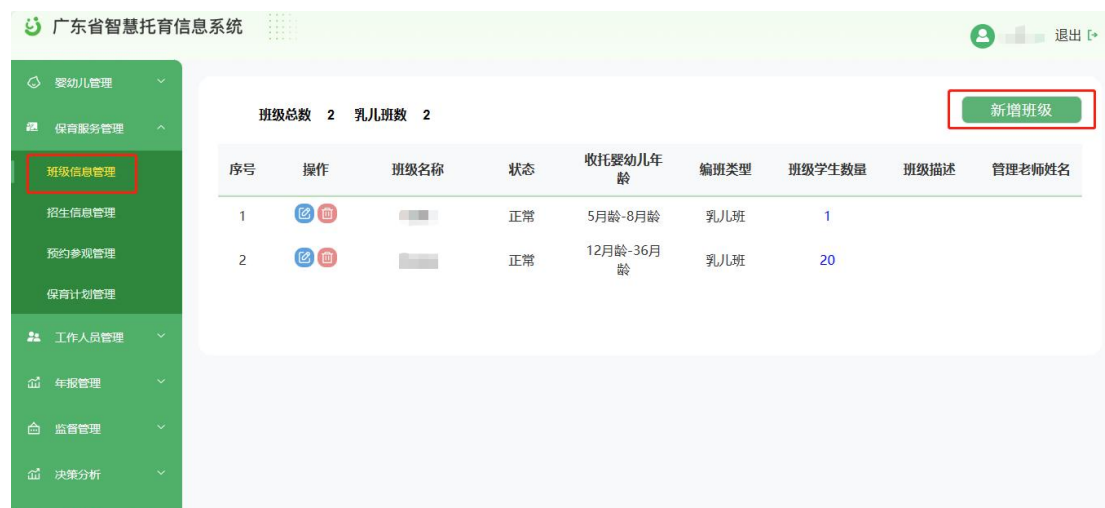 广东省智慧托育信息系统
退出
婴幼儿管理
保育服务管理
班级信息管理
招生信息管理
预约参观管理
保育计划管理
工作人员管理
年报管理
监督管理
决策分析
班级总数 2 乳儿班数 2
新增班级
序号 操作 班级名称 状态 收托婴幼儿年
龄 编班类型 班级学生数量 班级描述 管理老师姓名
1 正常 5月龄-8月龄 乳儿班 1
2 正常 12月龄-36月
龄 乳儿班 20